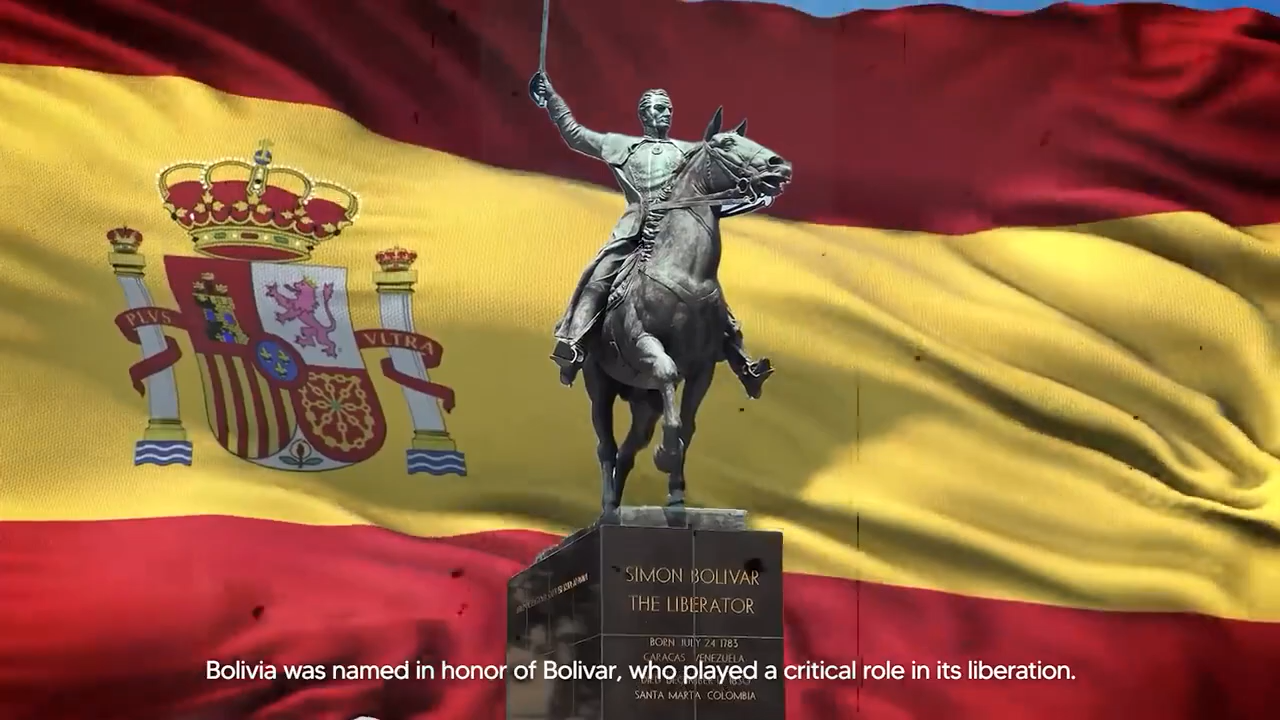 PLVS
VLTRA
SIMON BOLIVAR
THE LIBERATOR
BORN JULY 24 1783
CARACAS VENEZUELA
Bolivia was named in honor of Bolivar, who played a critical role in its liberation.
SANTA MARTA COLOMBIA